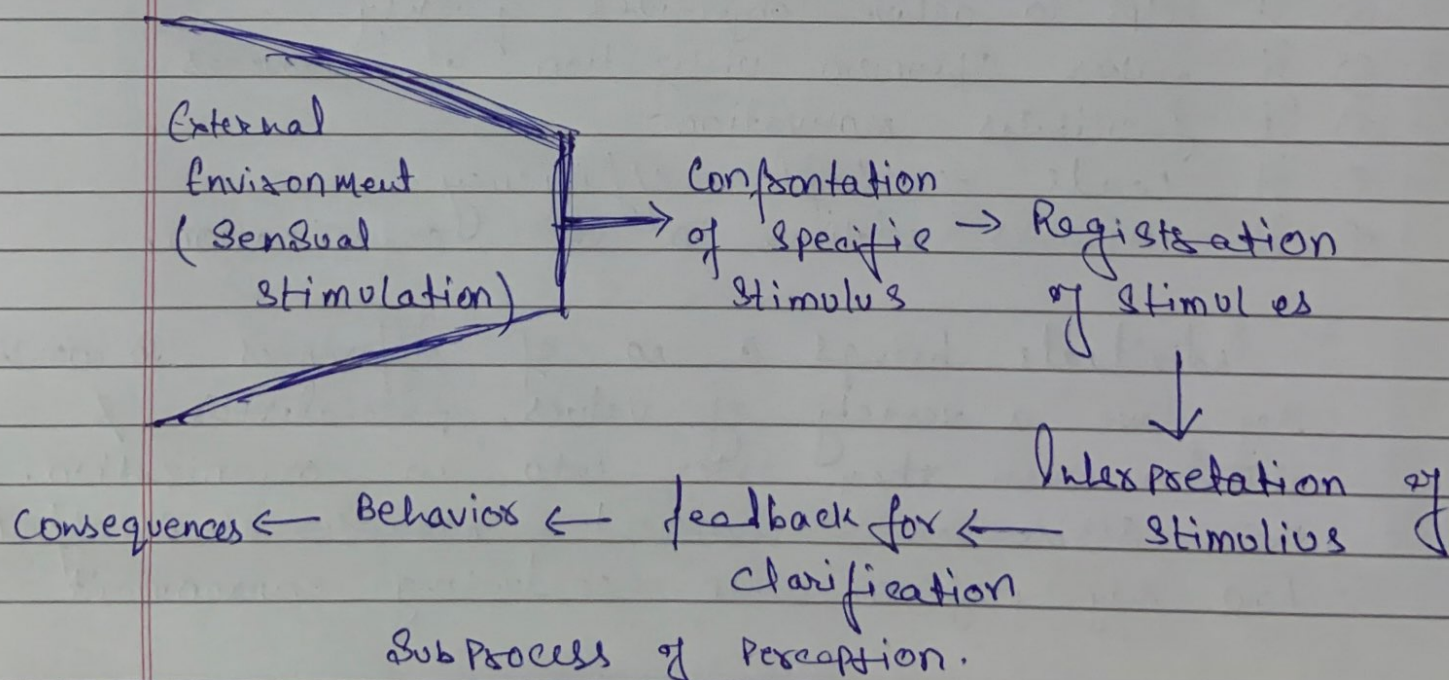 External
Environment
(Sensual
stimulation)
Confrontation
of specific
stimulus
→ Registration
of stimules
Interpretation of
stimulius
feedback for
clarification
Behavior
Consequences
Subprocess of Perception.